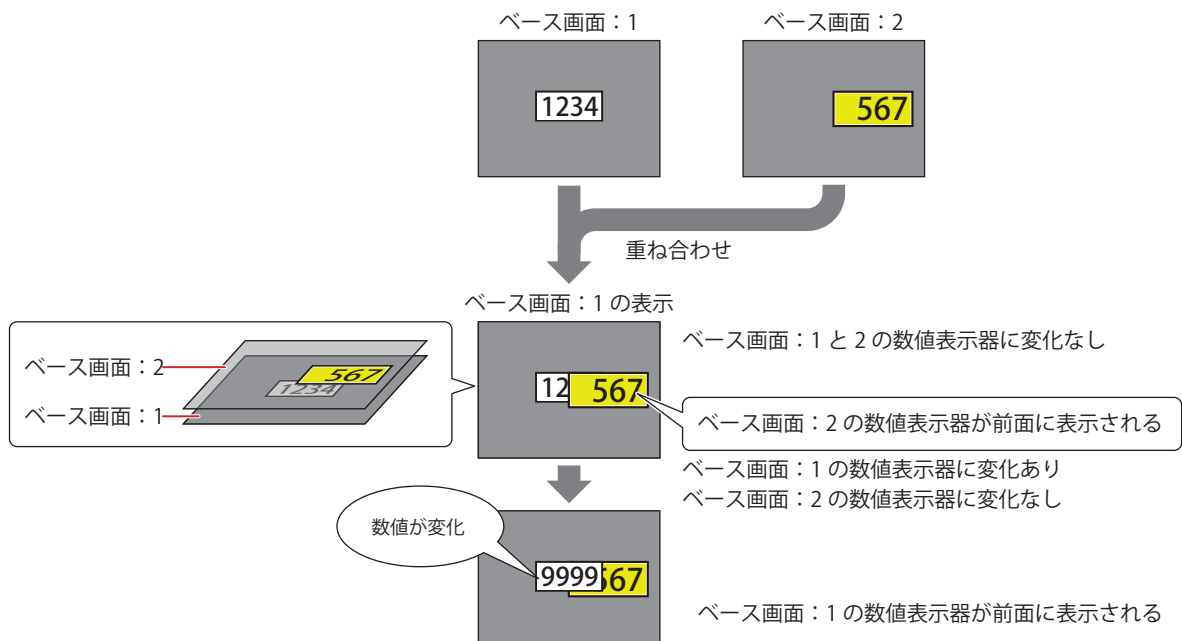 ベース画面：1
ベース画面：2
1234
567
重ね合わせ
ベース画面：1 の表示
ベース画面：1 と 2 の数値表示器に変化なし
ベース画面：2
567
1234
ベース画面：1
12
567
ベース画面：2 の数値表示器が前面に表示される
ベース画面：1 の数値表示器に変化あり
ベース画面：2 の数値表示器に変化なし
数値が変化
9999
567
ベース画面：1 の数値表示器が前面に表示される